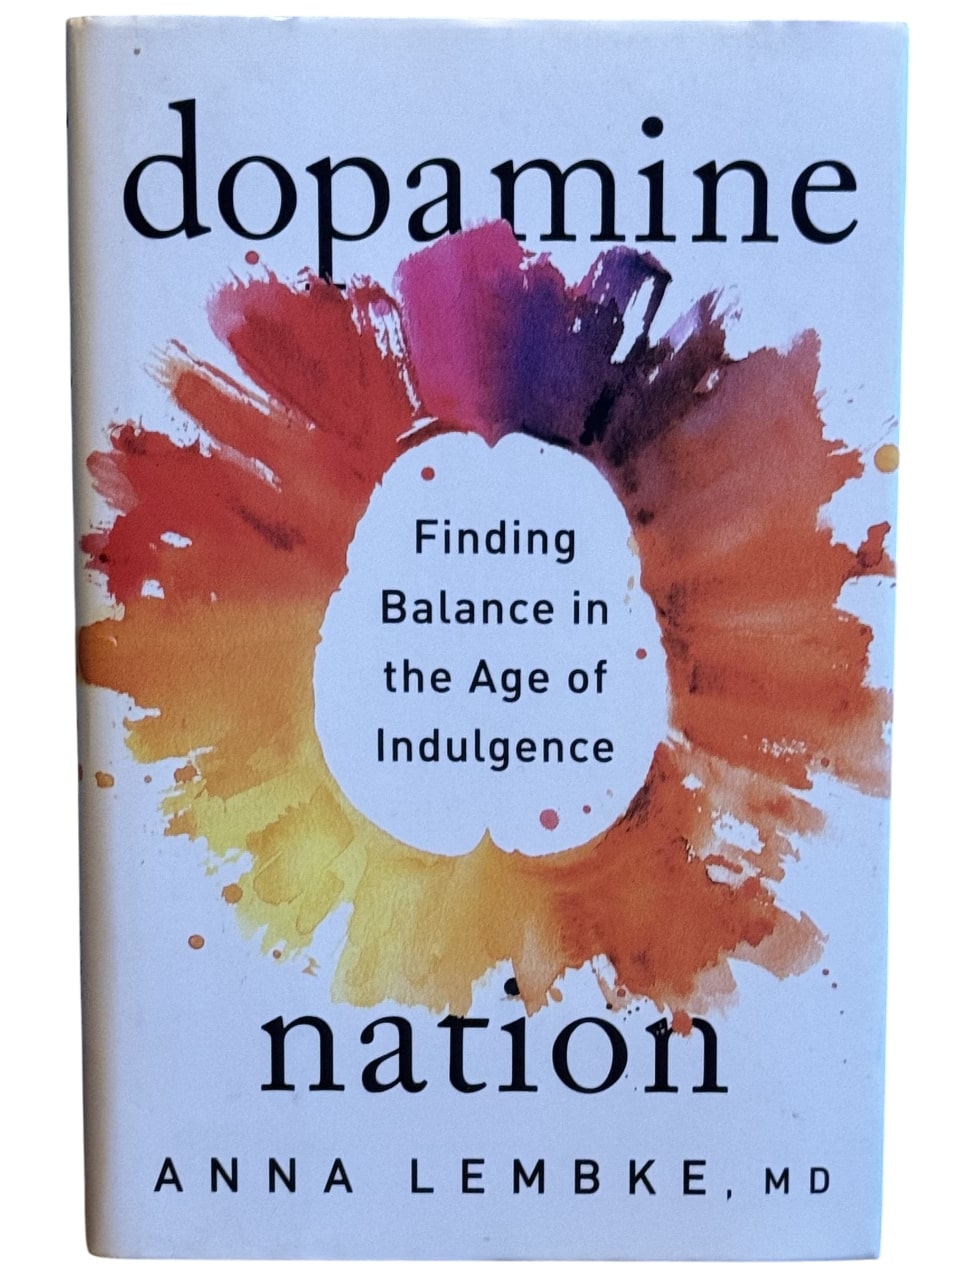 dopamine
Finding
Balance in
the Age of
Indulgence
nation
ANNA LEMBKE, MD